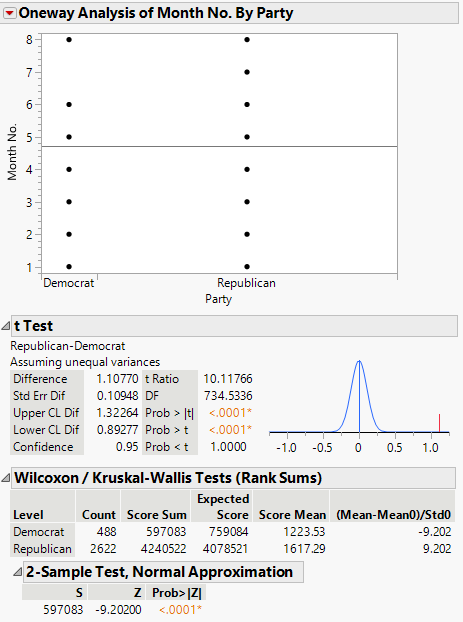 Oneway Analysis of Month No. By Party
8
7
6
5
4
3
2
1
Month No.
Democrat Republican
Party
t Test
Republican-Democrat
Assuming unequal variances
Difference 1.10770 t Ratio 10.11766
Std Err Dif 0.10948 DF 734.5336
Upper CL Dif 1.32264 Prob > |t| <.0001*
Lower CL Dif 0.89277 Prob > t <.0001*
Confidence 0.95 Prob < t 1.0000
-1.0 -0.5 0 0.5 1.0
Wilcoxon / Kruskal-Wallis Tests (Rank Sums)
Expected
Level Count Score Sum Score Score Mean (Mean-Mean0)/Std0
Democrat 488 597083 759084 1223.53 -9.202
Republican 2622 4240522 4078521 1617.29 9.202
2-Sample Test, Normal Approximation
S Z Prob>|Z|
597083 -9.20200 <.0001*